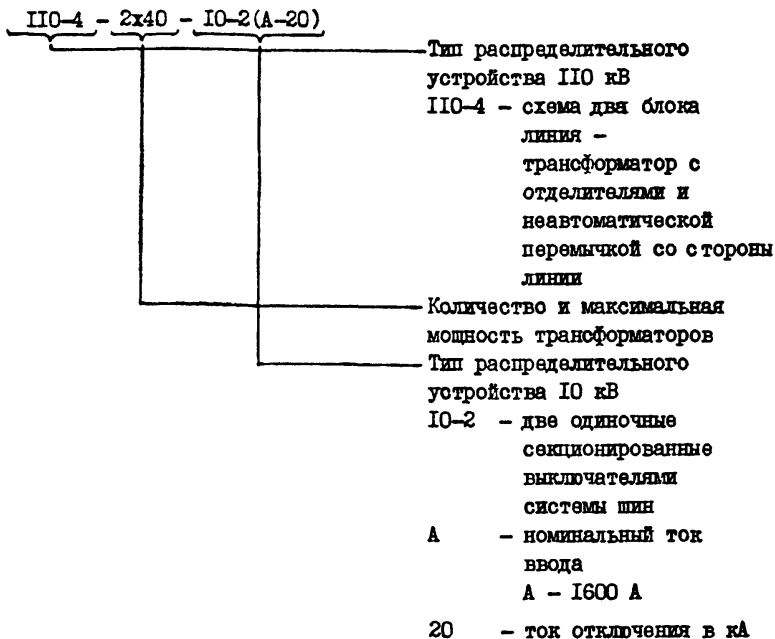 II0-4 - 2х40 - I0-2(А-20)
Тип распределительного
устройства II0 кВ
II0-4 - схема два блока
линия -
трансформатор с
отделителями и
неавтоматической
перемычкой со стороны
линии
Количество и максимальная
мощность трансформаторов
Тип распределительного
устройства I0 кВ
I0-2 - две одиночные
секционированные
выключателями
системы шин
А - номинальный ток
ввода
А - I600 А
20 - ток отключения в кА